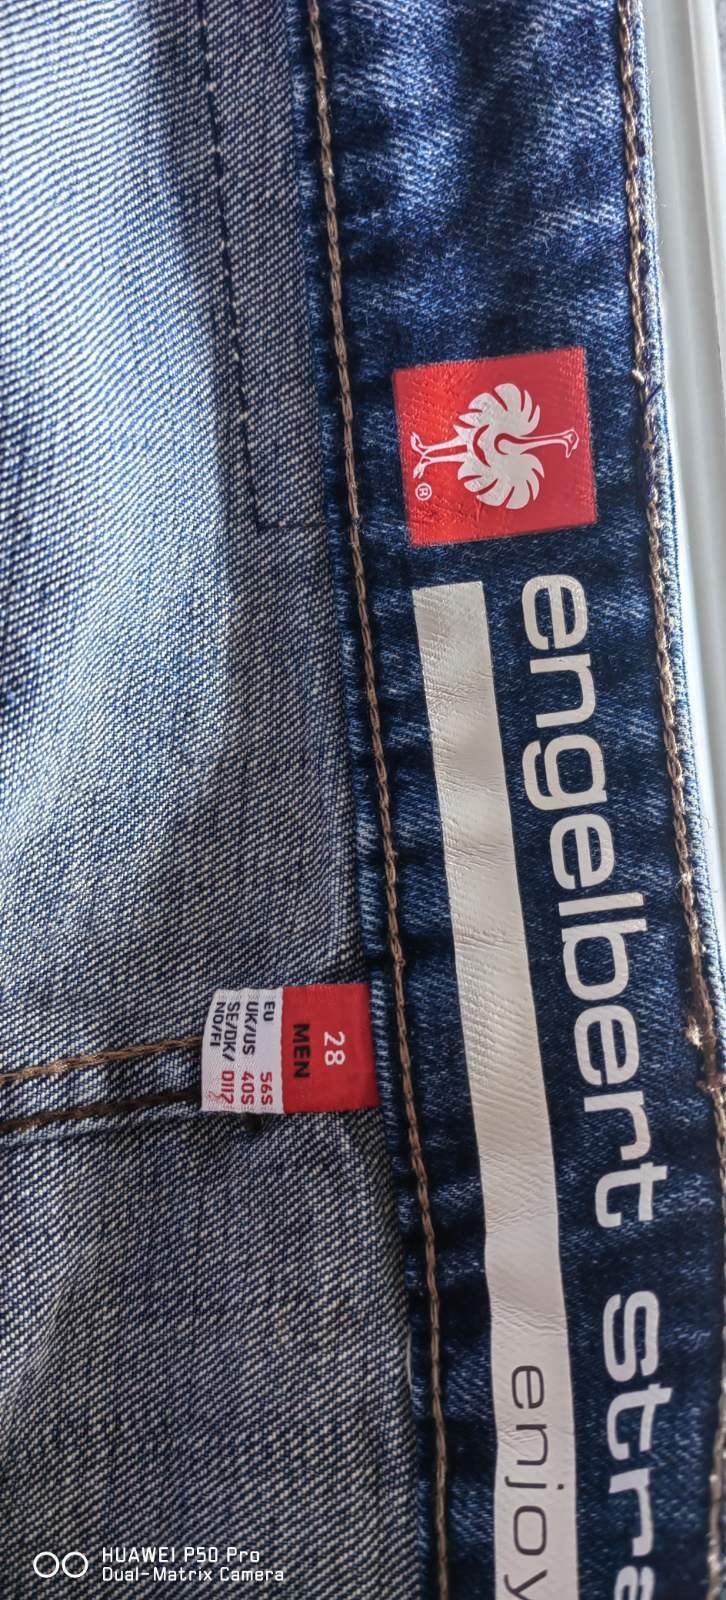 ®
engelbert stra
enjoy
28
MEN
EU 56S
UK/US 40S
SE/DK/ D112
NO/FI
HUAWEI P50 Pro
Dual-Matrix Camera